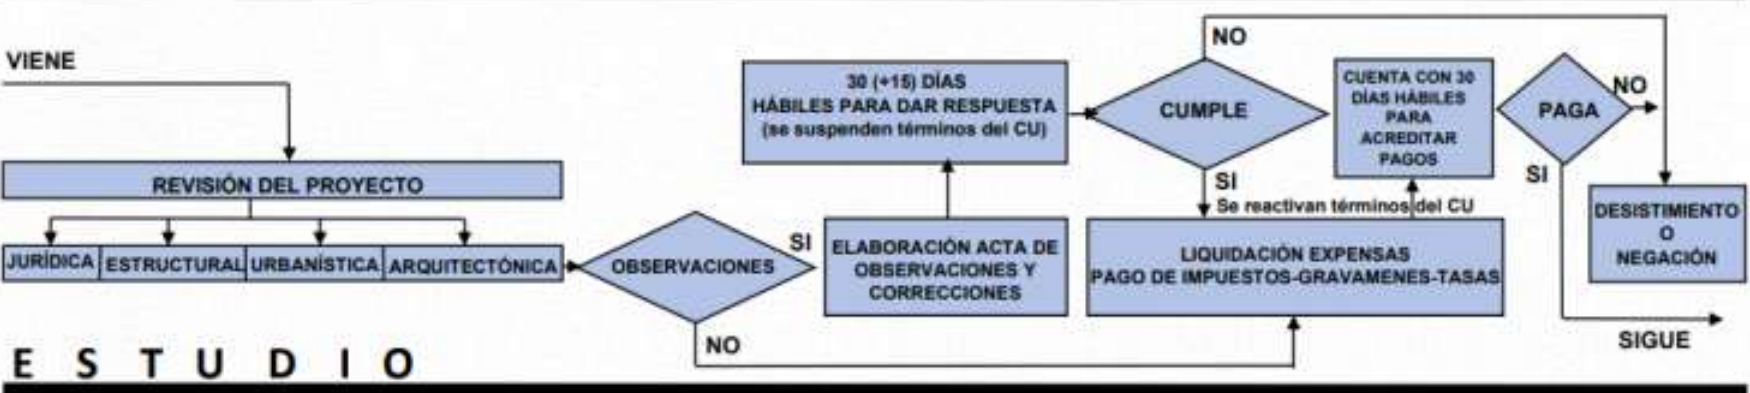 VIENE
REVISIÓN DEL PROYECTO
JURÍDICA
ESTRUCTURAL
URBANÍSTICA
ARQUITECTÓNICA
OBSERVACIONES
SI
NO
ELABORACIÓN ACTA DE
OBSERVACIONES Y
CORRECCIONES
30 (+15) DÍAS
HÁBILES PARA DAR RESPUESTA
(se suspenden términos del CU)
CUMPLE
NO
SI
Se reactivan términos del CU
LIQUIDACIÓN EXPENSAS
PAGO DE IMPUESTOS-GRAVAMENES-TASAS
CUENTA CON 30
DÍAS HÁBILES
PARA
ACREDITAR
PAGOS
PAGA
NO
SI
DESISTIMIENTO
O
NEGACIÓN
SIGUE
ESTUDIO